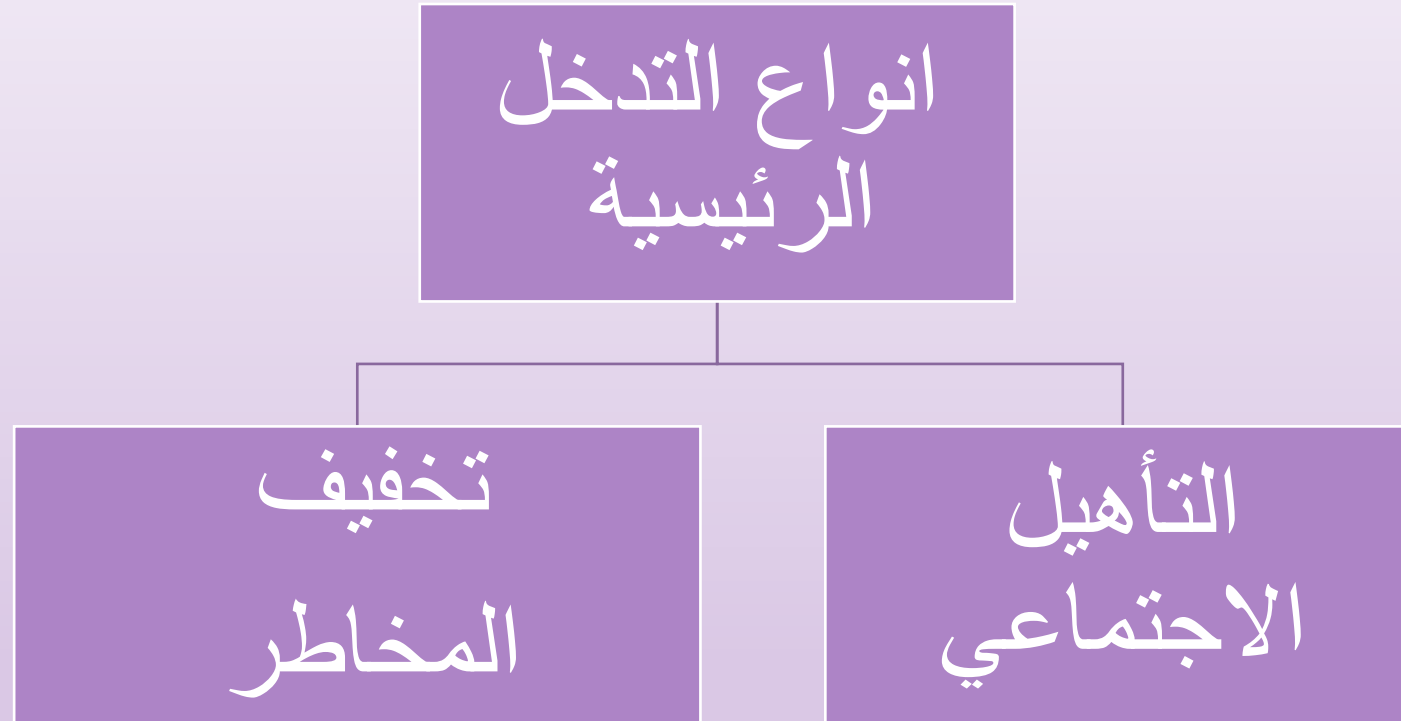 انواع التدخل
الرئيسية
التأهيل
الاجتماعي
تخفيف
المخاطر